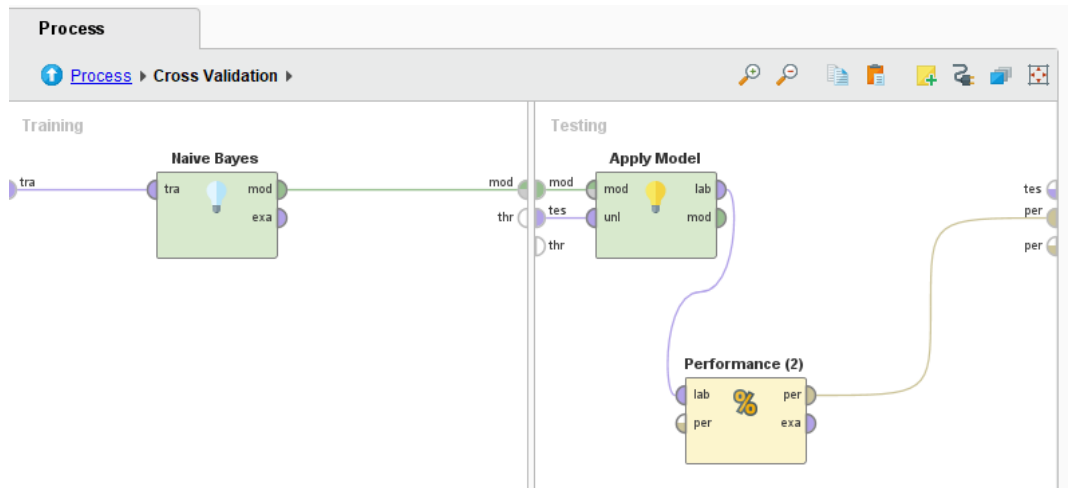 Process
Process Cross Validation
Training
Testing
Naive Bayes
Apply Model
tra
tra
mod
mod
mod
mod
lab
tes
exa
thr
tes
unl
mod
per
thr
per
Performance (2)
lab
per
per
exa